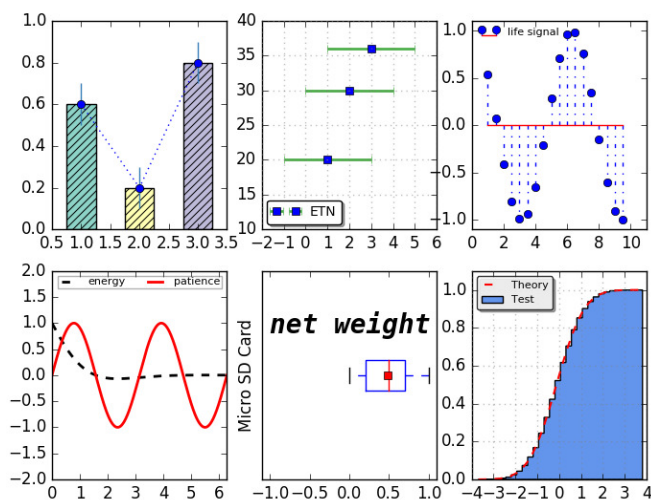 1.0
0.8
0.6
0.4
0.2
0.0
0.5 1.0 1.5 2.0 2.5 3.0 3.5
40
35
30
25
20
15
10
ETN
−2 −1 0 1 2 3 4 5 6
life signal
1.0
0.5
0.0
−0.5
−1.0
0 2 4 6 8 10
2.0
energy patience
1.5
1.0
0.5
0.0
−0.5
−1.0
−1.5
−2.0
0 1 2 3 4 5 6
Micro SD Card
net weight
−1.0 −0.5 0.0 0.5 1.0
Theory
Test
1.0
0.8
0.6
0.4
0.2
0.0
−4 −3 −2 −1 0 1 2 3 4